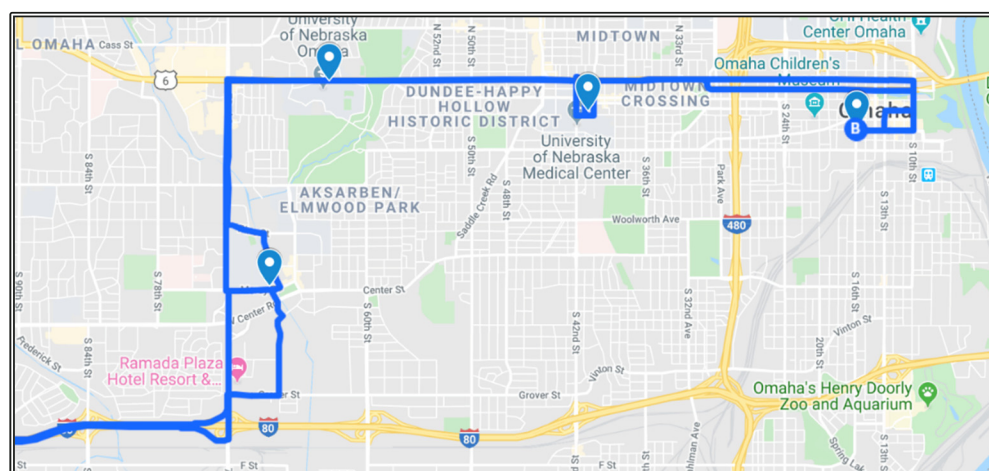 University
of Nebraska
Omaha
N 52nd St
N 50th St
MIDTOWN
N 33rd St
CHI Health
Center Omaha
L OMAHA
Cass St
6
Omaha Children's
Museum
DUNDEE-HAPPY
HOLLOW
HISTORIC DISTRICT
MIDTOWN
CROSSING
S 24th St
Omaha
B
University
of Nebraska
Medical Center
S 84th St
S 50th St
S 36th St
Park Ave
S 10th St
AKSARBEN/
ELMWOOD PARK
Saddle Creek Rd
S 48th St
Woolworth Ave
480
S 13th St
S 90th St
S 78th St
Center St
W Center Rd
S 60th St
S 42nd St
S 32nd Ave
S 16th St
Vinton St
20th St
Frederick St
S 84th St
Ramada Plaza
Hotel Resort &...
Vinton St
Grover St
Omaha's Henry Doorly
Zoo and Aquarium
80
80
F St
F St
S 13th St
Spring Lake